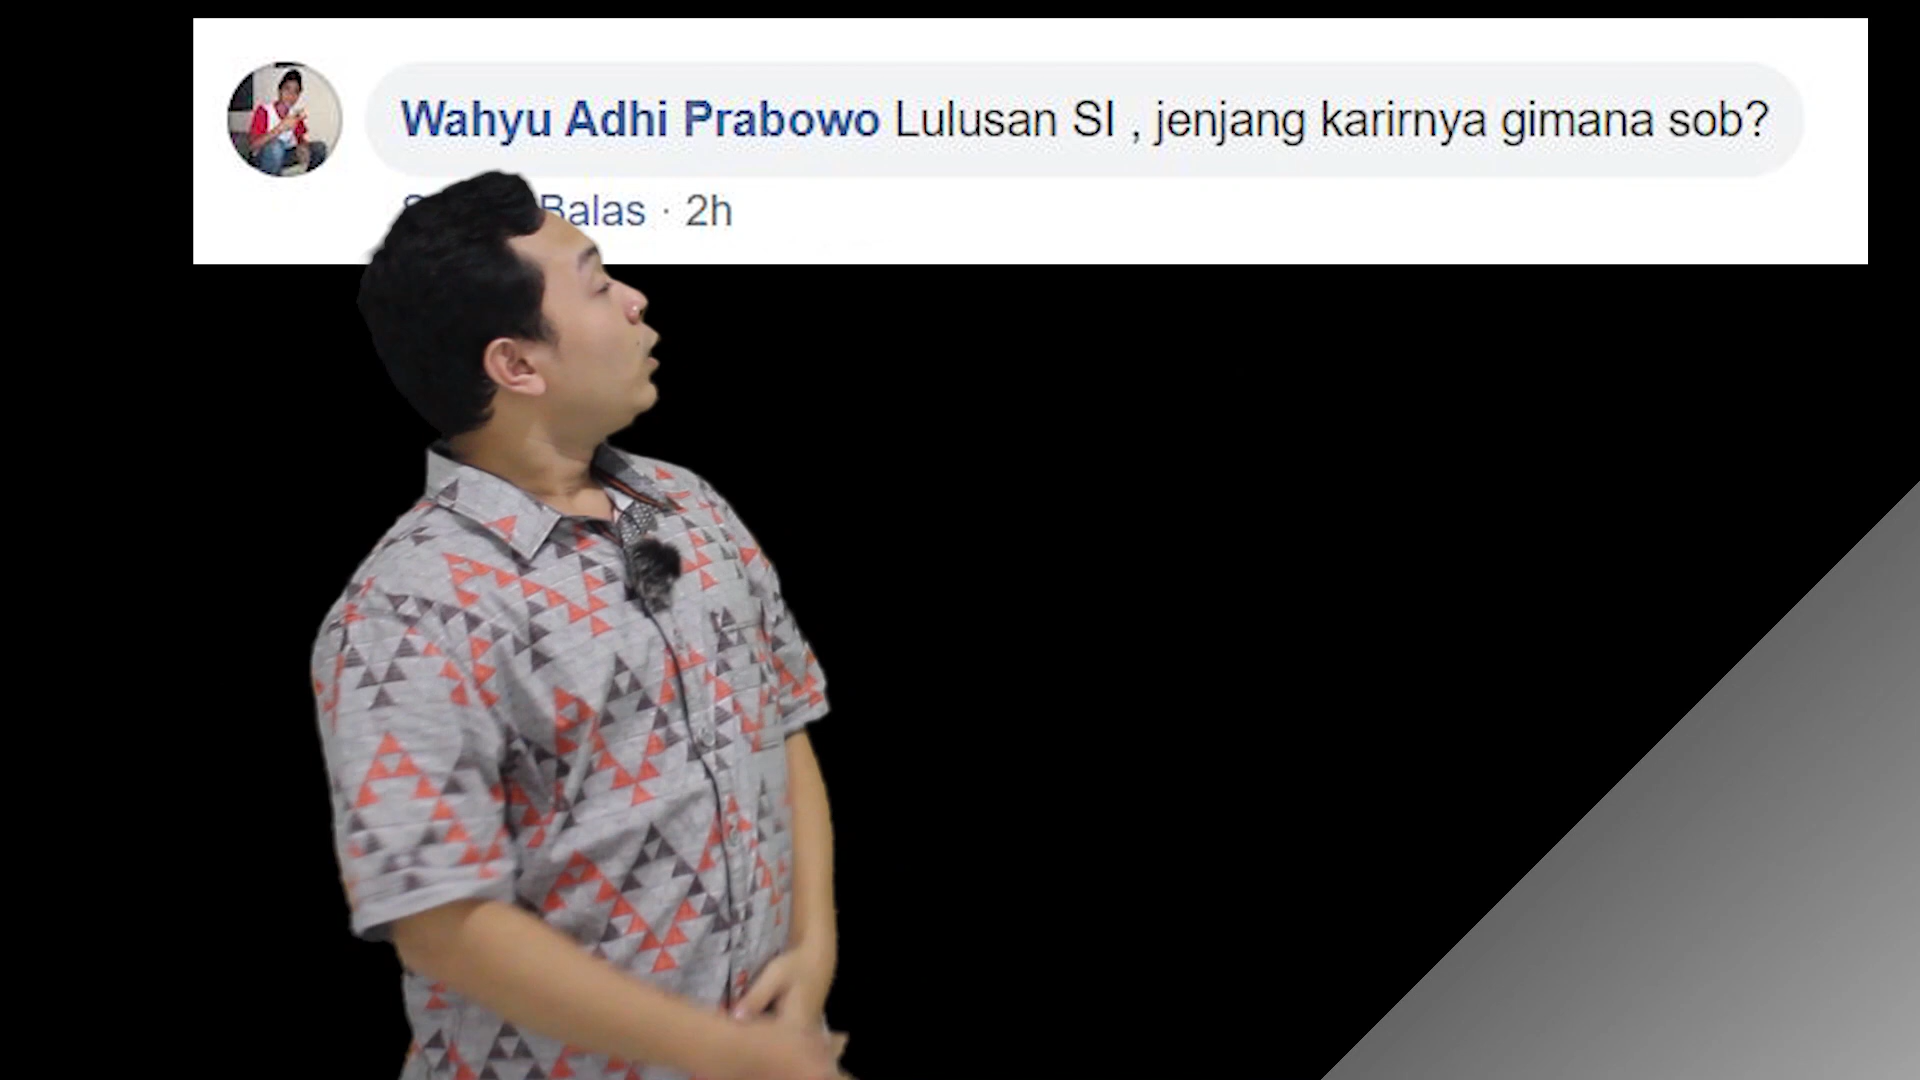 Wahyu Adhi Prabowo Lulusan SI , jenjang karirnya gimana sob?
Balas · 2h